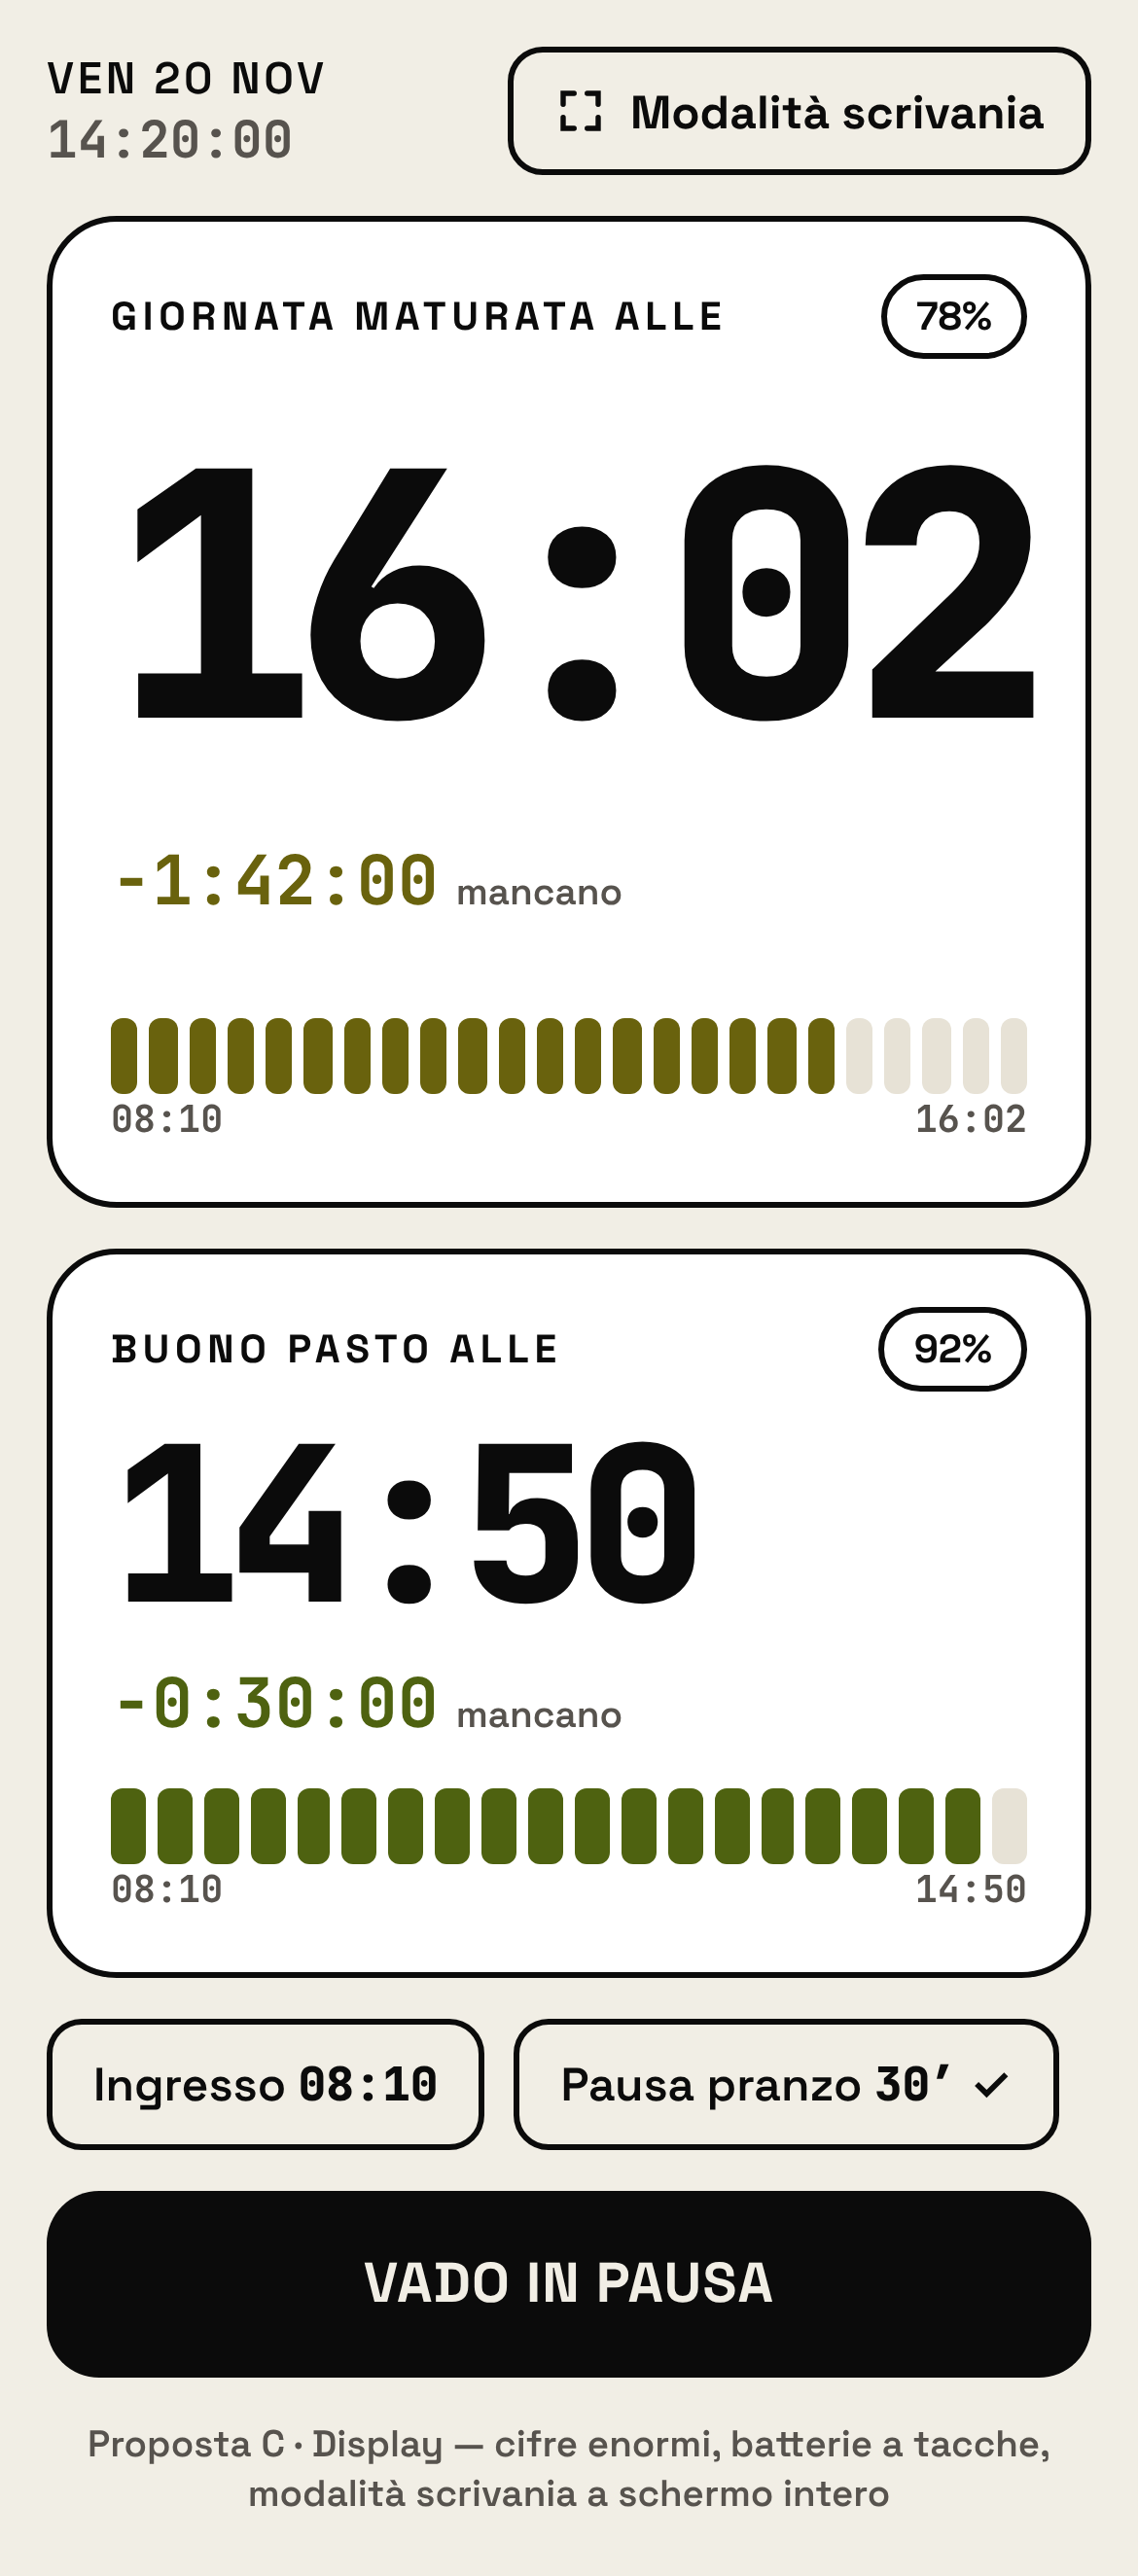 VEN 20 NOV
14:20:00
Modalità scrivania
GIORNATA MATURATA ALLE
78%
16:02
-1:42:00 mancano
08:10
16:02
BUONO PASTO ALLE
92%
14:50
-0:30:00 mancano
08:10
14:50
Ingresso 08:10
Pausa pranzo 30′ ✓
VADO IN PAUSA
Proposta C · Display — cifre enormi, batterie a tacche,
modalità scrivania a schermo intero